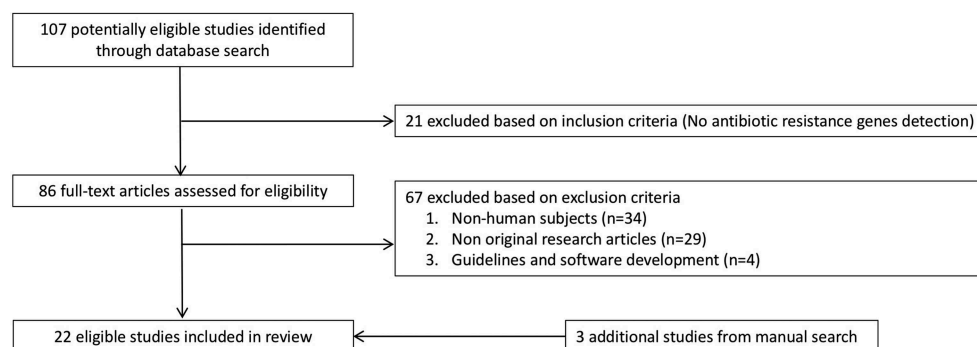 107 potentially eligible studies identified
through database search
21 excluded based on inclusion criteria (No antibiotic resistance genes detection)
86 full-text articles assessed for eligibility
67 excluded based on exclusion criteria
1. Non-human subjects (n=34)
2. Non original research articles (n=29)
3. Guidelines and software development (n=4)
22 eligible studies included in review
3 additional studies from manual search